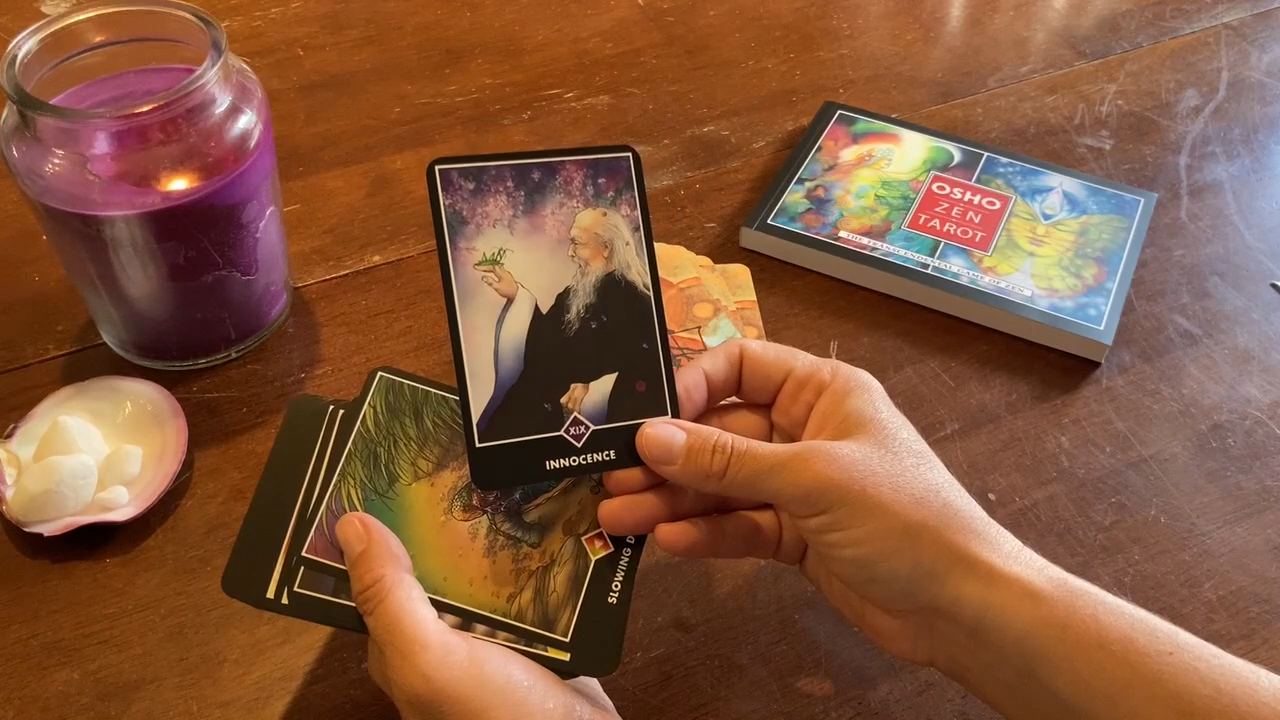 OSHO
ZEN
TAROT
THE TRANSCENDENTAL GAME OF ZEN
XIX
INNOCENCE
SLOWING